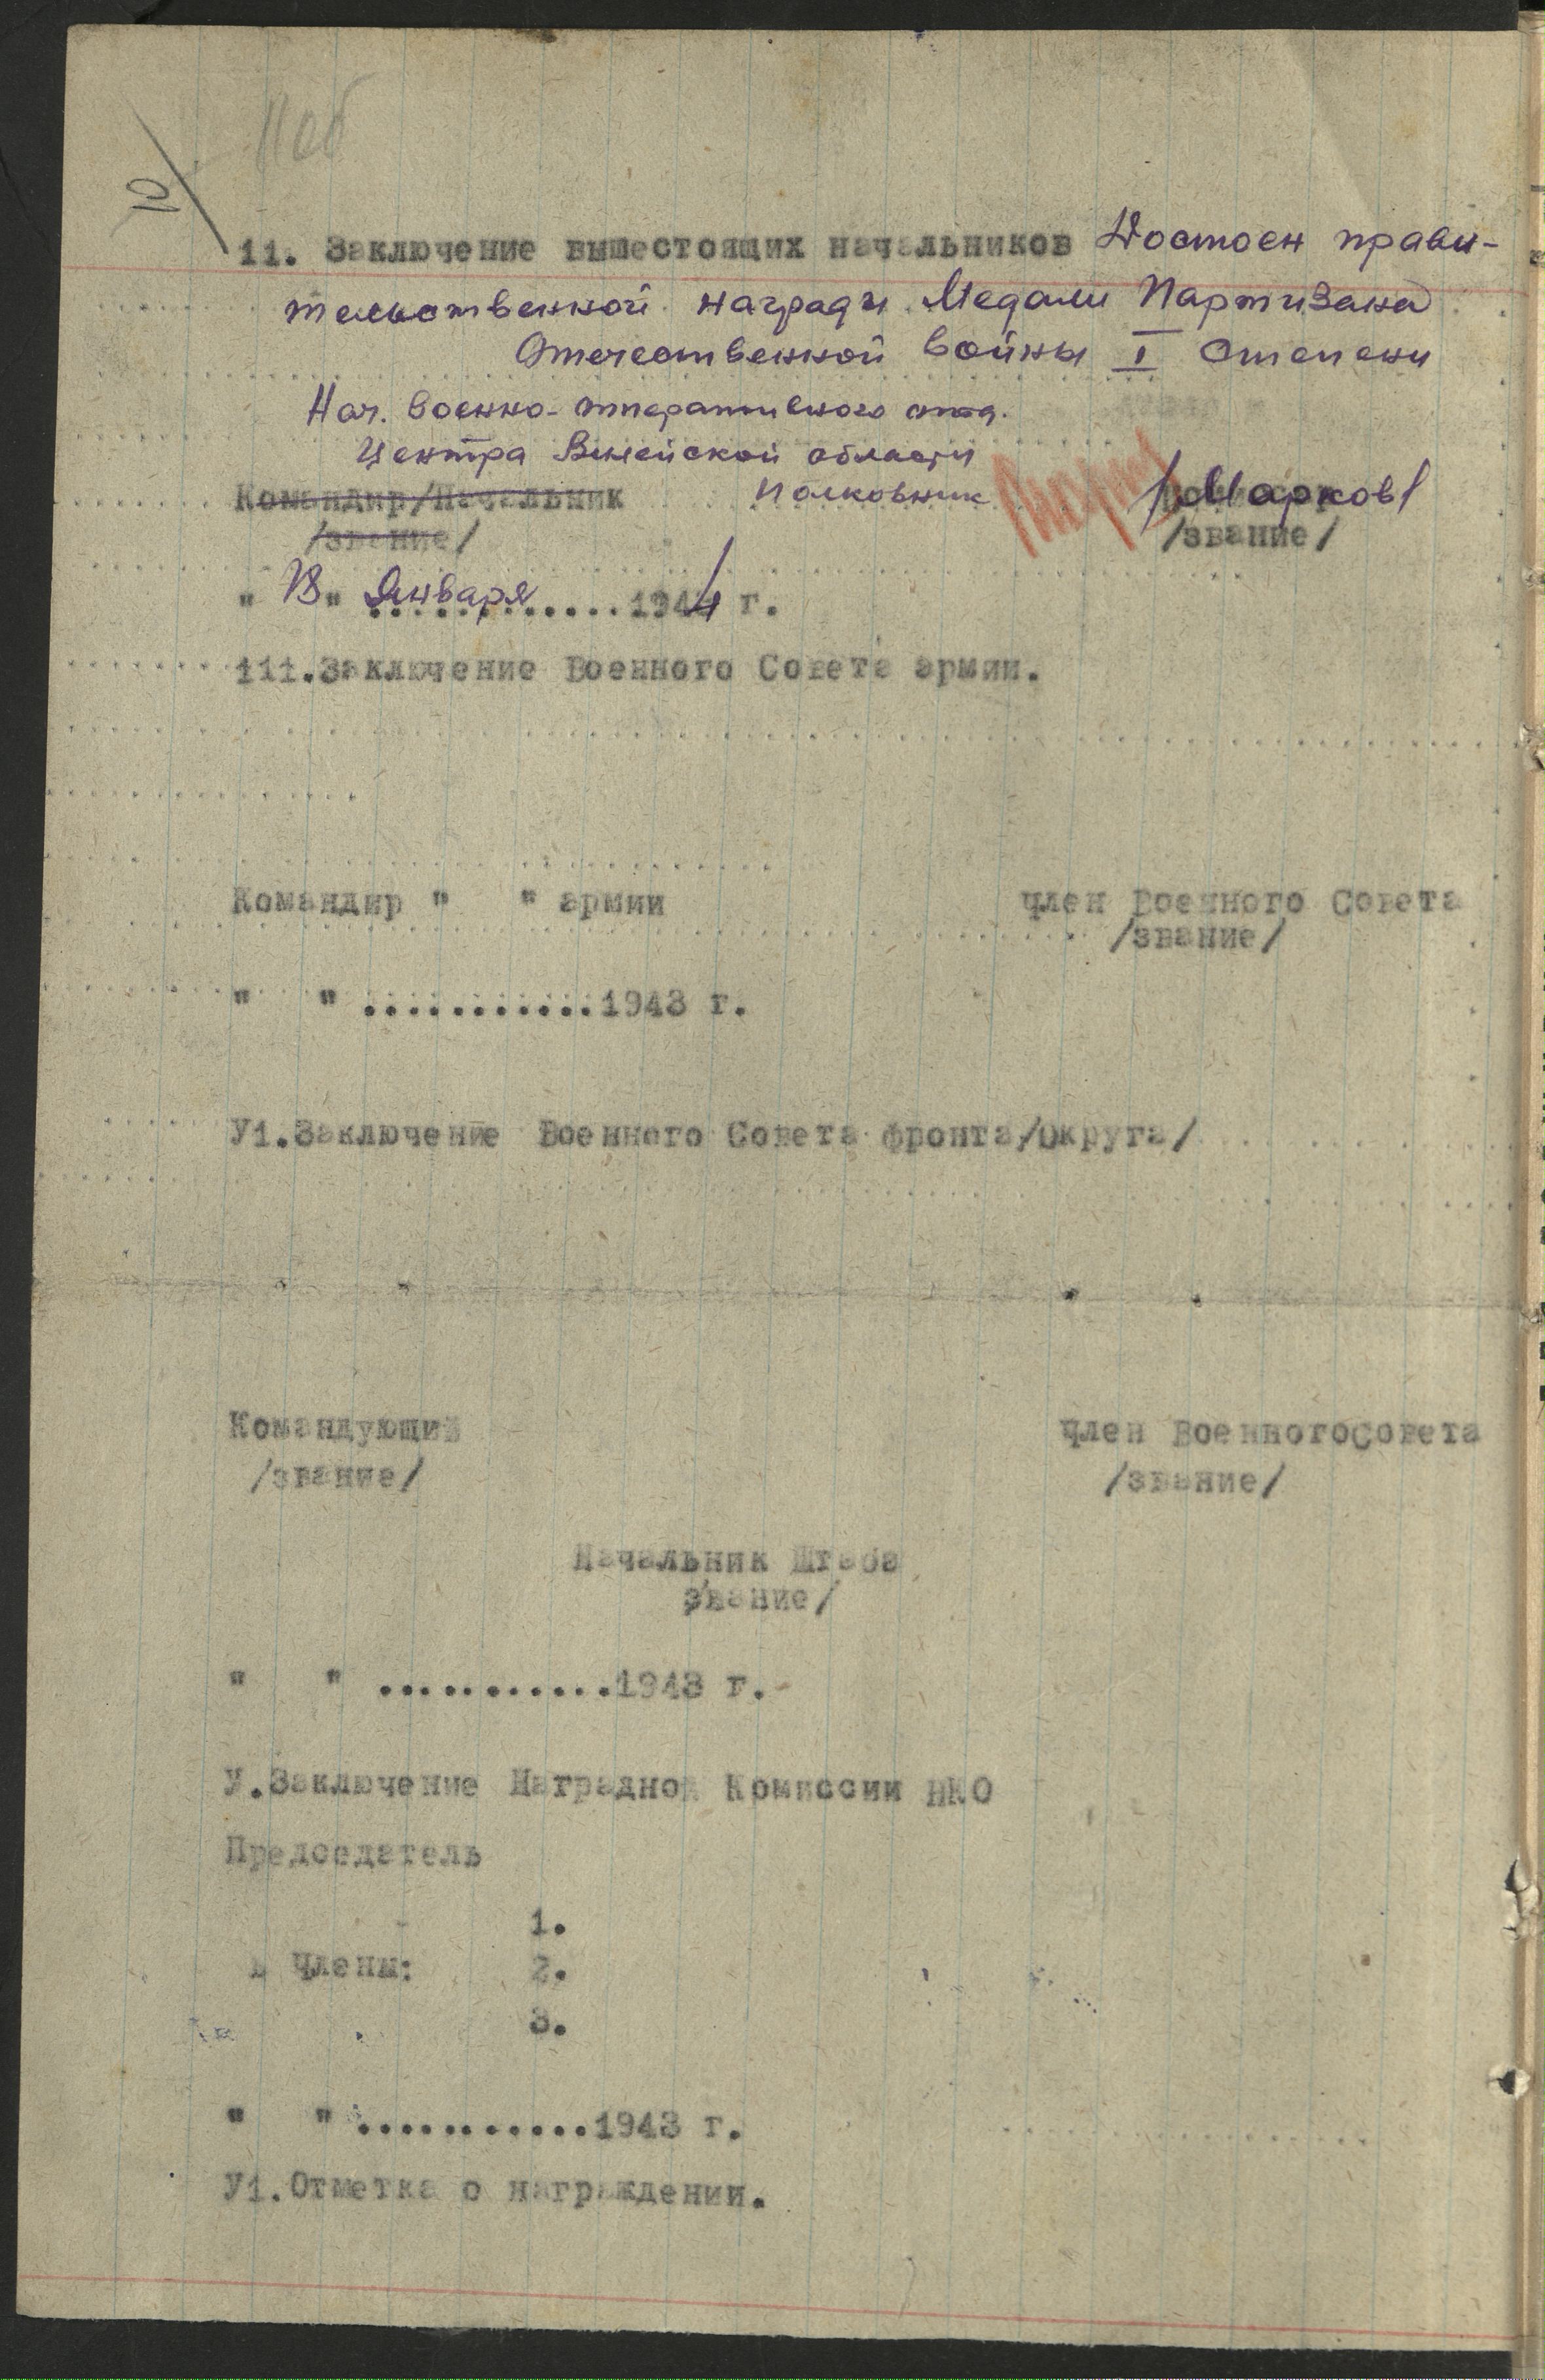 11об
10
11. Заключение вышестоящих начальников Достоен прави-
тельственной награды Медали Партизана
Отечественной Войны I степени
Нач. Военно-оперативного отд.
Центра Вилейской области
Командир/Начальник Полковник /Марков/
/звание/ /звание/
" 13 " Января ............1944 г.
111.Заключение Военного Совета армии.
Командир " " армии член Военного Совета
/звание/
" " ...........1943 г.
У1.Заключение Военного Совета фронта/округа/
Командующий член ВоенногоСовета
/звание/ /звание/
Начальник Штаба
/звание/
" " ...........1943 г.
У.Заключение Наградной Комиссии НКО
Председатель
1.
Члены: 2.
3.
" " ...........1943 г.
У1.Отметка о награждении.